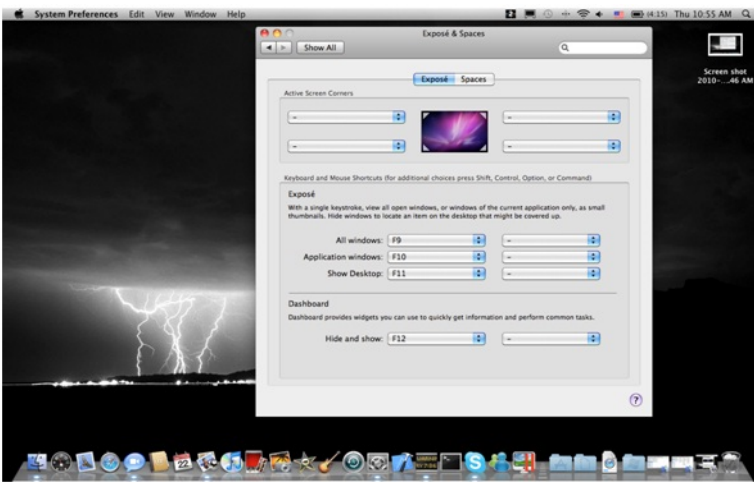 System Preferences Edit View Window Help
(4:15) Thu 10:55 AM
Exposé & Spaces
Show All
Screen shot
2010-....46 AM
Exposé Spaces
Active Screen Corners
- -
- -
Keyboard and Mouse Shortcuts (for additional choices press Shift, Control, Option, or Command)
Exposé
With a single keystroke, view all open windows, or windows of the current application only, as small
thumbnails. Hide windows to locate an item on the desktop that might be covered up.
All windows: F9 -
Application windows: F10 -
Show Desktop: F11 -
Dashboard
Dashboard provides widgets you can use to quickly get information and perform common tasks.
Hide and show: F12 -
?
22